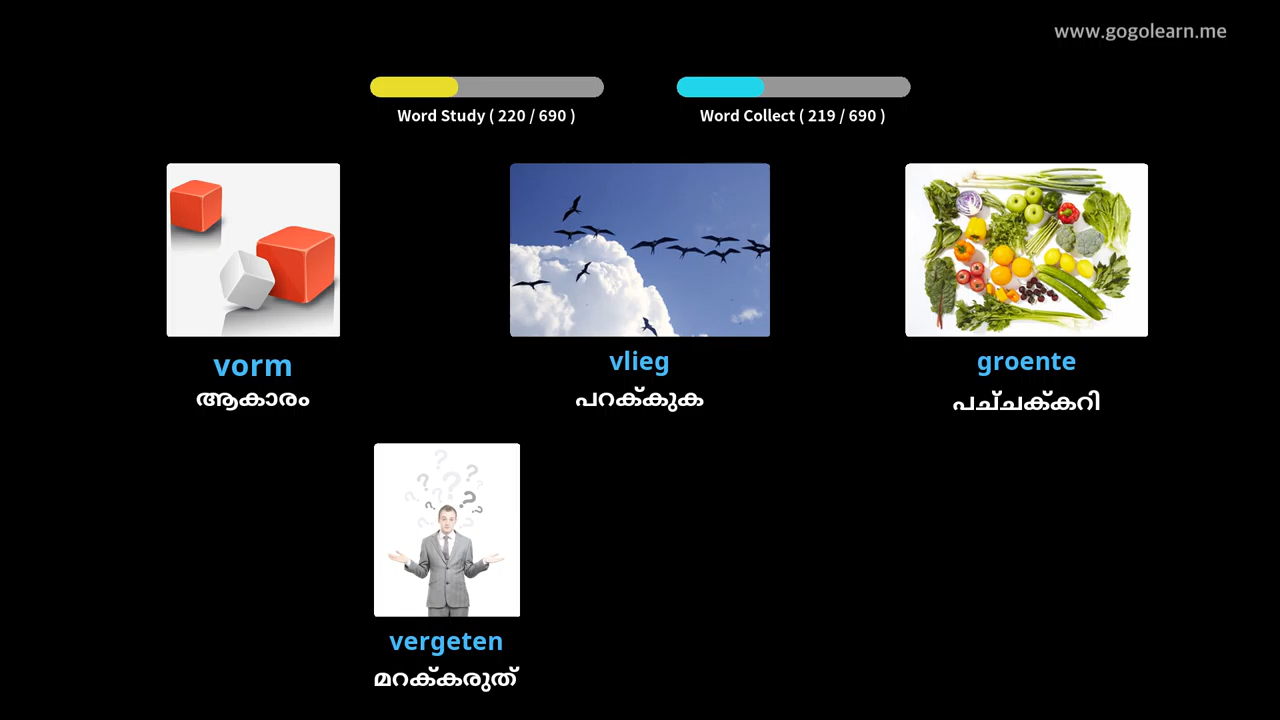 www.gogolearn.me
Word Study ( 220 / 690 )
Word Collect ( 219 / 690 )
vorm
ആകാരം
vlieg
പറക്കുക
groente
പച്ചക്കറി
vergeten
മറക്കരുത്